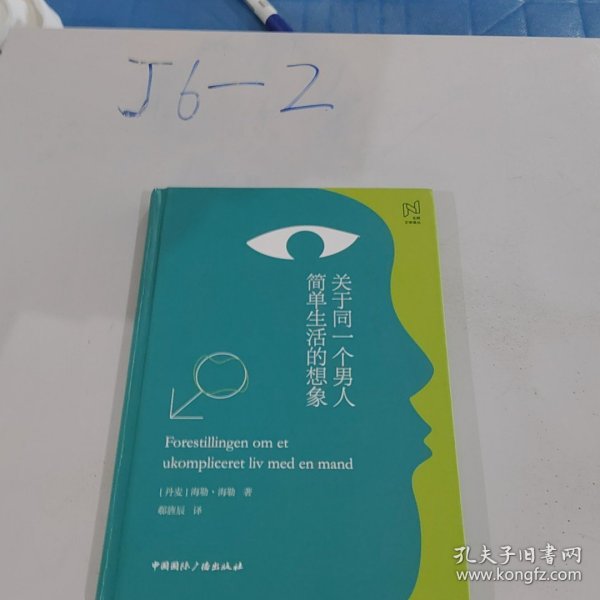 J6-2
关于同一个男人
简单生活的想象
Forestillingen om et
ukompliceret liv med en mand
[丹麦] 海勒·海勒 著
郗旌辰 译
中国国际广播出版社
孔夫子旧书网
www.kongfz.com